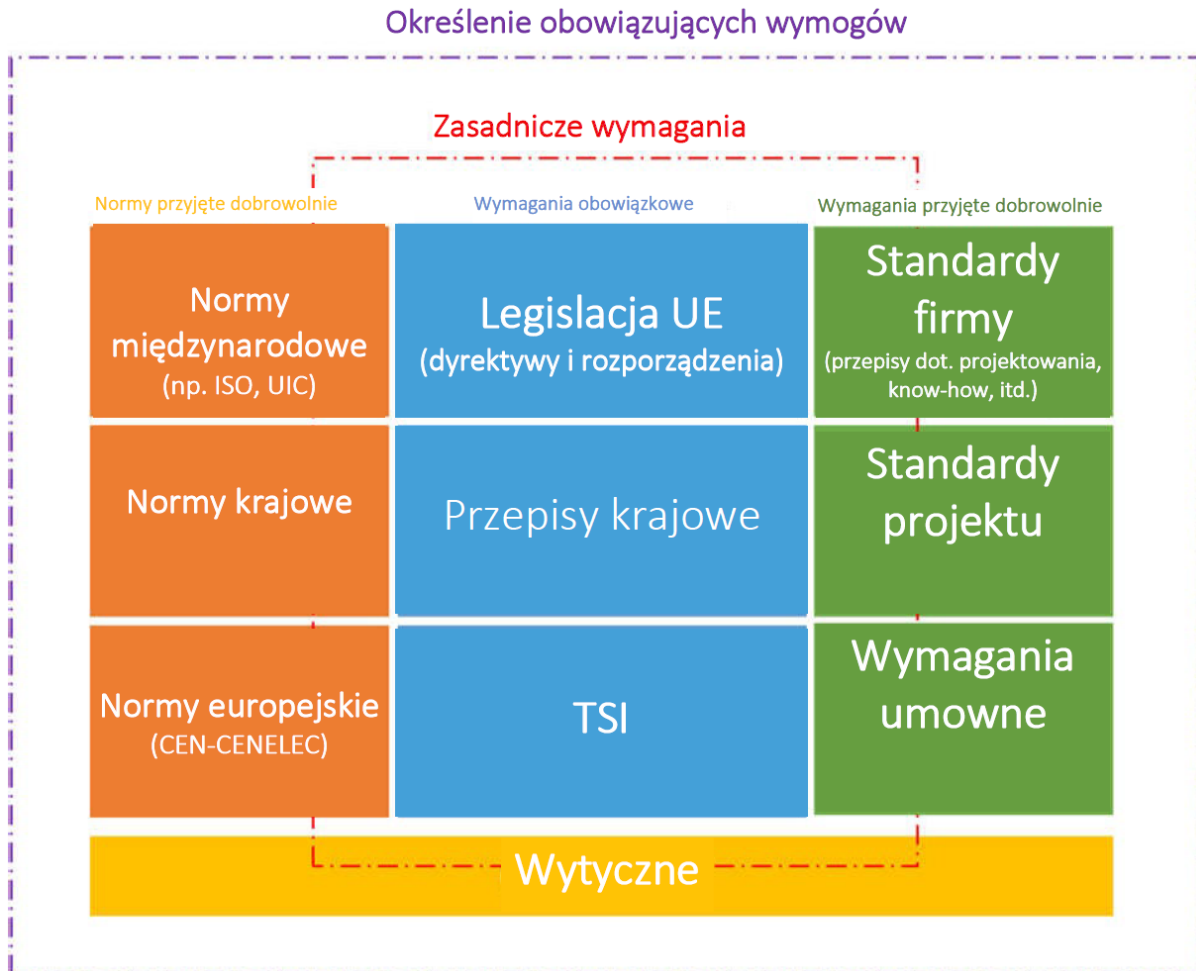 Określenie obowiązujących wymogów
Zasadnicze wymagania
Normy przyjęte dobrowolnie
Wymagania obowiązkowe
Wymagania przyjęte dobrowolnie
Normy
międzynarodowe
(np. ISO, UIC)
Legislacja UE
(dyrektywy i rozporządzenia)
Standardy
firmy
(przepisy dot. projektowania,
know-how, itd.)
Normy krajowe
Przepisy krajowe
Standardy
projektu
Normy europejskie
(CEN-CENELEC)
TSI
Wymagania
umowne
Wytyczne